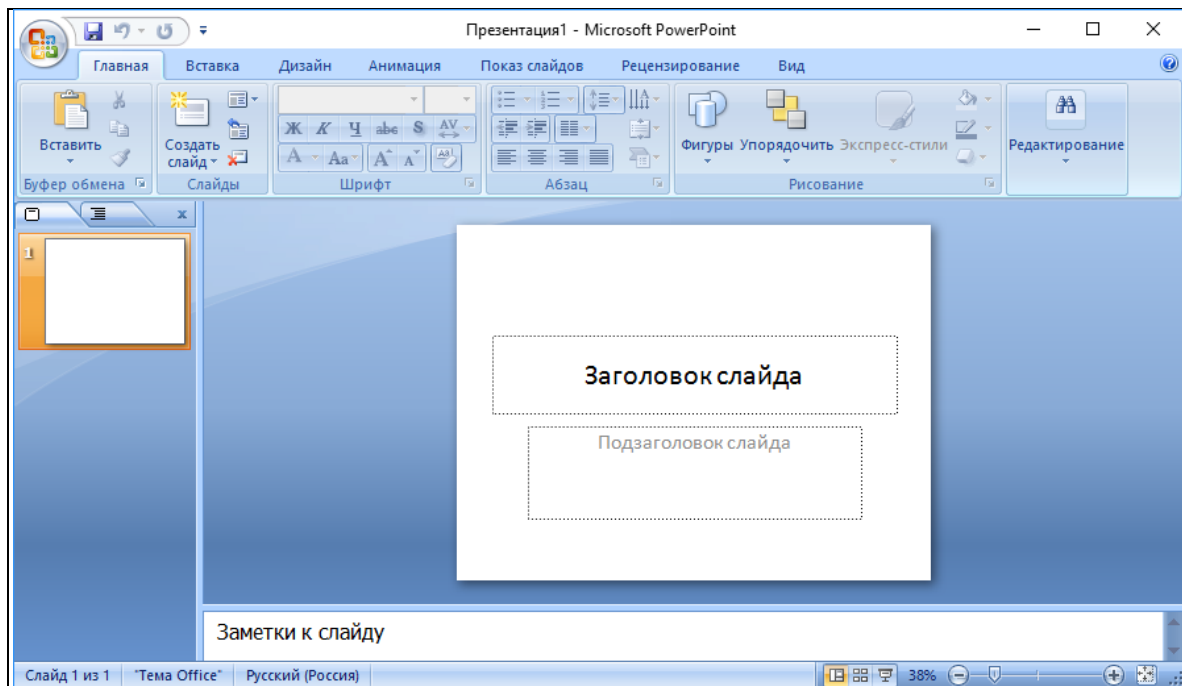 Презентация1 - Microsoft PowerPoint
Главная Вставка Дизайн Анимация Показ слайдов Рецензирование Вид
Вставить
Создать слайд
Ж К Ч abc S AV
A Aa A A
Фигуры Упорядочить Экспресс-стили
Редактирование
Буфер обмена Слайды Шрифт Абзац Рисование
1
Заголовок слайда
Подзаголовок слайда
Заметки к слайду
Слайд 1 из 1 "Тема Office" Русский (Россия) 38%